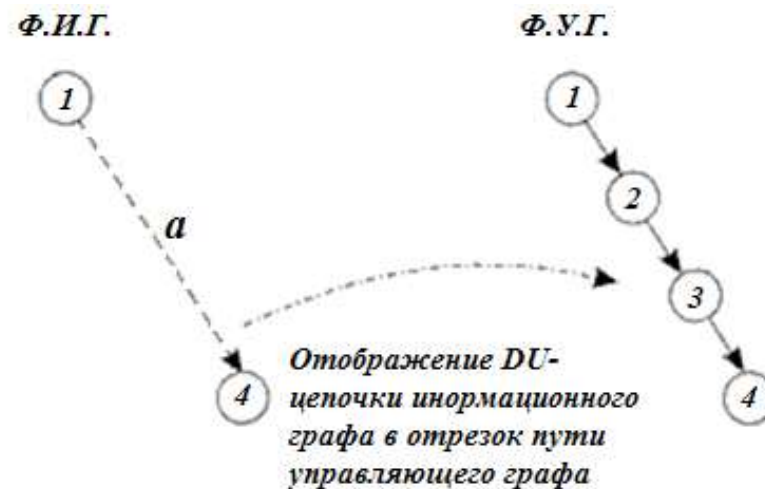 Ф.И.Г.
Ф.У.Г.
1
1
2
а
3
4
4
Отображение DU-
цепочки инормационного
графа в отрезок пути
управляющего графа